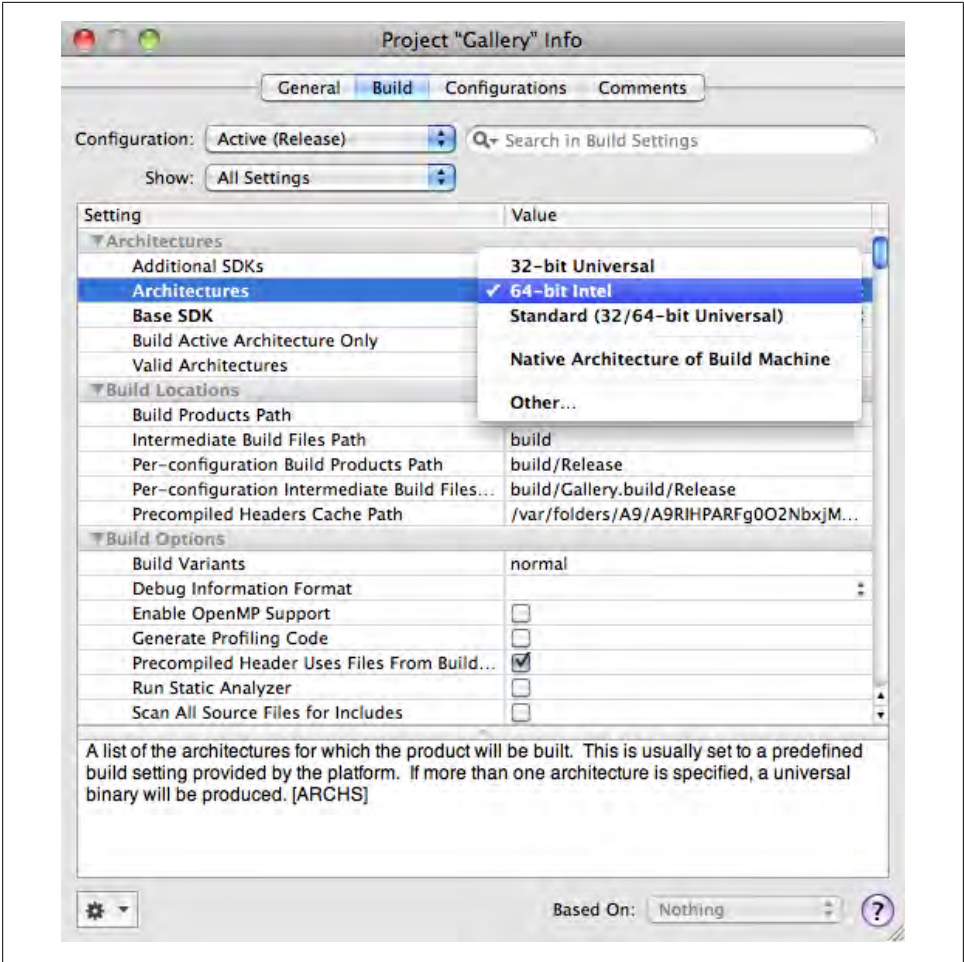 Project "Gallery" Info
General Build Configurations Comments
Configuration: Active (Release) Search in Build Settings
Show: All Settings
Setting Value
Architectures
Additional SDKs
32-bit Universal
Architectures
64-bit Intel
Base SDK
Standard (32/64-bit Universal)
Build Active Architecture Only
Native Architecture of Build Machine
Valid Architectures
Build Locations
Other...
Build Products Path
Intermediate Build Files Path build
Per-configuration Build Products Path build/Release
Per-configuration Intermediate Build Files... build/Gallery.build/Release
Precompiled Headers Cache Path /var/folders/A9/A9RIHPARFg0O2NbxjM...
Build Options
Build Variants normal
Debug Information Format
Enable OpenMP Support
Generate Profiling Code
Precompiled Header Uses Files From Build...
Run Static Analyzer
Scan All Source Files for Includes
A list of the architectures for which the product will be built. This is usually set to a predefined
build setting provided by the platform. If more than one architecture is specified, a universal
binary will be produced. [ARCHS]
Based On: Nothing ?